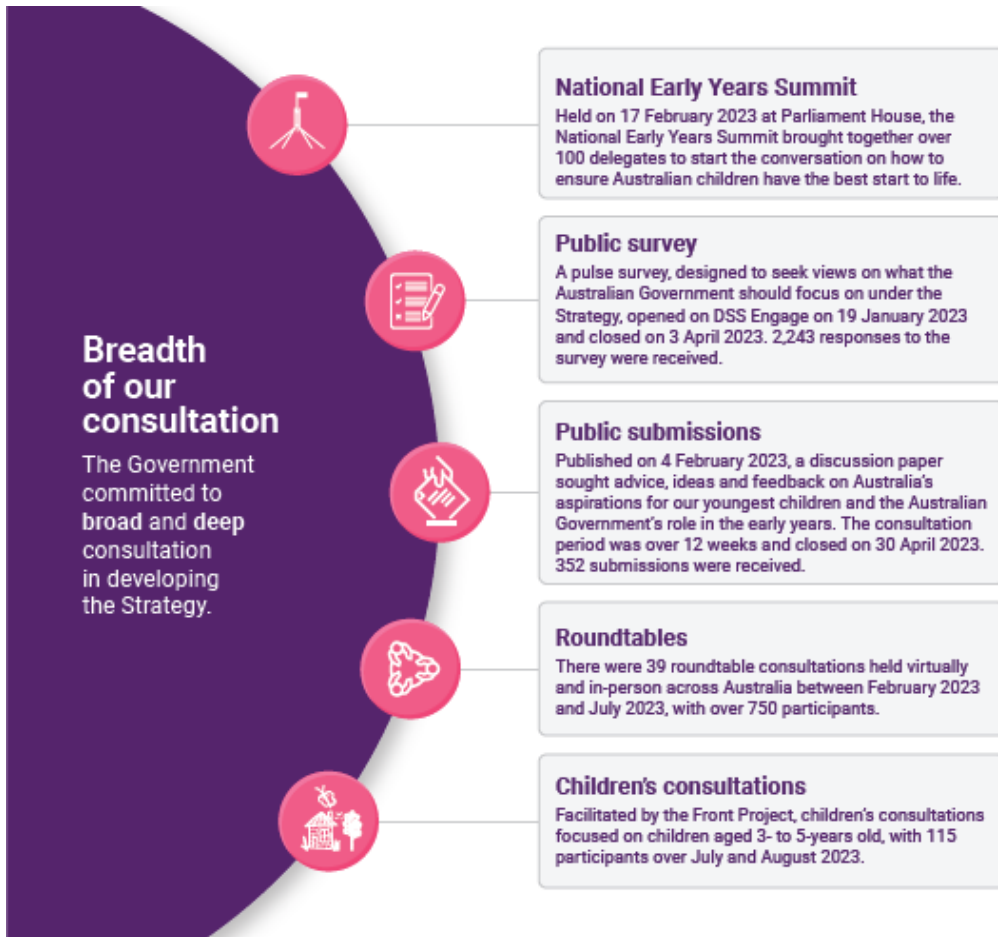 Breadth
of our
consultation
The Government
committed to
broad and deep
consultation
in developing
the Strategy.
National Early Years Summit
Held on 17 February 2023 at Parliament House, the
National Early Years Summit brought together over
100 delegates to start the conversation on how to
ensure Australian children have the best start to life.
Public survey
A pulse survey, designed to seek views on what the
Australian Government should focus on under the
Strategy, opened on DSS Engage on 19 January 2023
and closed on 3 April 2023. 2,243 responses to the
survey were received.
Public submissions
Published on 4 February 2023, a discussion paper
sought advice, ideas and feedback on Australia's
aspirations for our youngest children and the Australian
Government's role in the early years. The consultation
period was over 12 weeks and closed on 30 April 2023.
352 submissions were received.
Roundtables
There were 39 roundtable consultations held virtually
and in-person across Australia between February 2023
and July 2023, with over 750 participants.
Children's consultations
Facilitated by the Front Project, children's consultations
focused on children aged 3- to 5-years old, with 115
participants over July and August 2023.